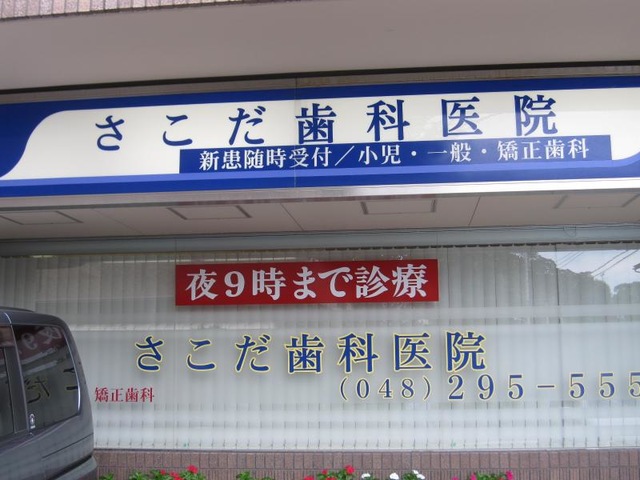 さこだ歯科医院
新患随時受付／小児・一般・矯正歯科
夜9時まで診療
さこだ歯科医院
(048)295-555
矯正歯科